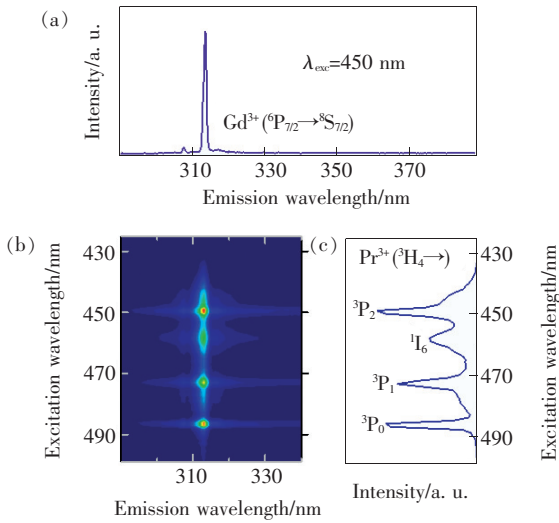 (a)
Intensity/a. u.
λexc=450 nm
Gd³⁺(⁶P₇/₂→⁸S₇/₂)
310 330 350 370
Emission wavelength/nm
(b)
Excitation wavelength/nm
425
450
470
490
310 330
Emission wavelength/nm
(c)
Pr³⁺(³H₄→)
³P₂
¹I₆
³P₁
³P₀
425
450
470
490
Excitation wavelength/nm
Intensity/a. u.